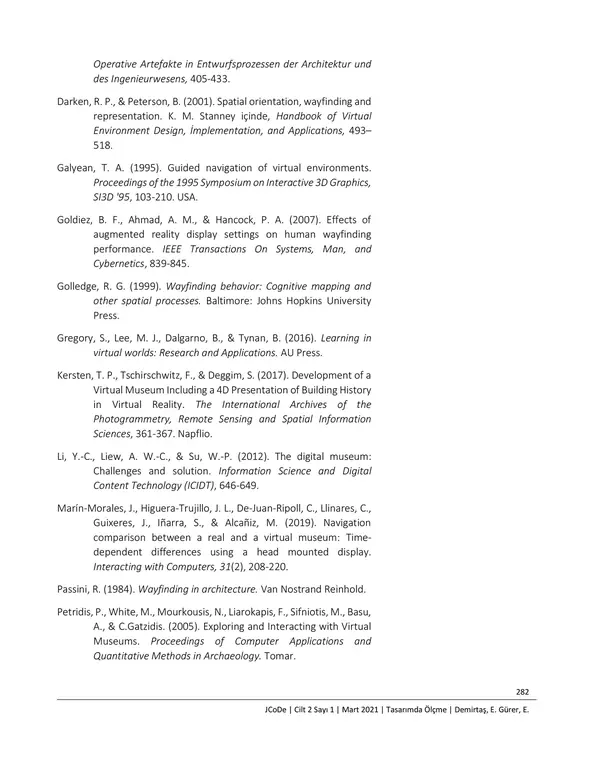 Operative Artefakte in Entwurfsprozessen der Architektur und
des Ingenieurwesens, 405-433.
Darken, R. P., & Peterson, B. (2001). Spatial orientation, wayfinding and
representation. K. M. Stanney içinde, Handbook of Virtual
Environment Design, İmplementation, and Applications, 493–
518.
Galyean, T. A. (1995). Guided navigation of virtual environments.
Proceedings of the 1995 Symposium on Interactive 3D Graphics,
SI3D '95, 103-210. USA.
Goldiez, B. F., Ahmad, A. M., & Hancock, P. A. (2007). Effects of
augmented reality display settings on human wayfinding
performance. IEEE Transactions On Systems, Man, and
Cybernetics, 839-845.
Golledge, R. G. (1999). Wayfinding behavior: Cognitive mapping and
other spatial processes. Baltimore: Johns Hopkins University
Press.
Gregory, S., Lee, M. J., Dalgarno, B., & Tynan, B. (2016). Learning in
virtual worlds: Research and Applications. AU Press.
Kersten, T. P., Tschirschwitz, F., & Deggim, S. (2017). Development of a
Virtual Museum Including a 4D Presentation of Building History
in Virtual Reality. The International Archives of the
Photogrammetry, Remote Sensing and Spatial Information
Sciences, 361-367. Napflio.
Li, Y.-C., Liew, A. W.-C., & Su, W.-P. (2012). The digital museum:
Challenges and solution. Information Science and Digital
Content Technology (ICIDT), 646-649.
Marín-Morales, J., Higuera-Trujillo, J. L., De-Juan-Ripoll, C., Llinares, C.,
Guixeres, J., Iñarra, S., & Alcañiz, M. (2019). Navigation
comparison between a real and a virtual museum: Time-
dependent differences using a head mounted display.
Interacting with Computers, 31(2), 208-220.
Passini, R. (1984). Wayfinding in architecture. Van Nostrand Reinhold.
Petridis, P., White, M., Mourkousis, N., Liarokapis, F., Sifniotis, M., Basu,
A., & C.Gatzidis. (2005). Exploring and Interacting with Virtual
Museums. Proceedings of Computer Applications and
Quantitative Methods in Archaeology. Tomar.
282
JCoDe | Cilt 2 Sayı 1 | Mart 2021 | Tasarımda Ölçme | Demirtaş, E. Gürer, E.